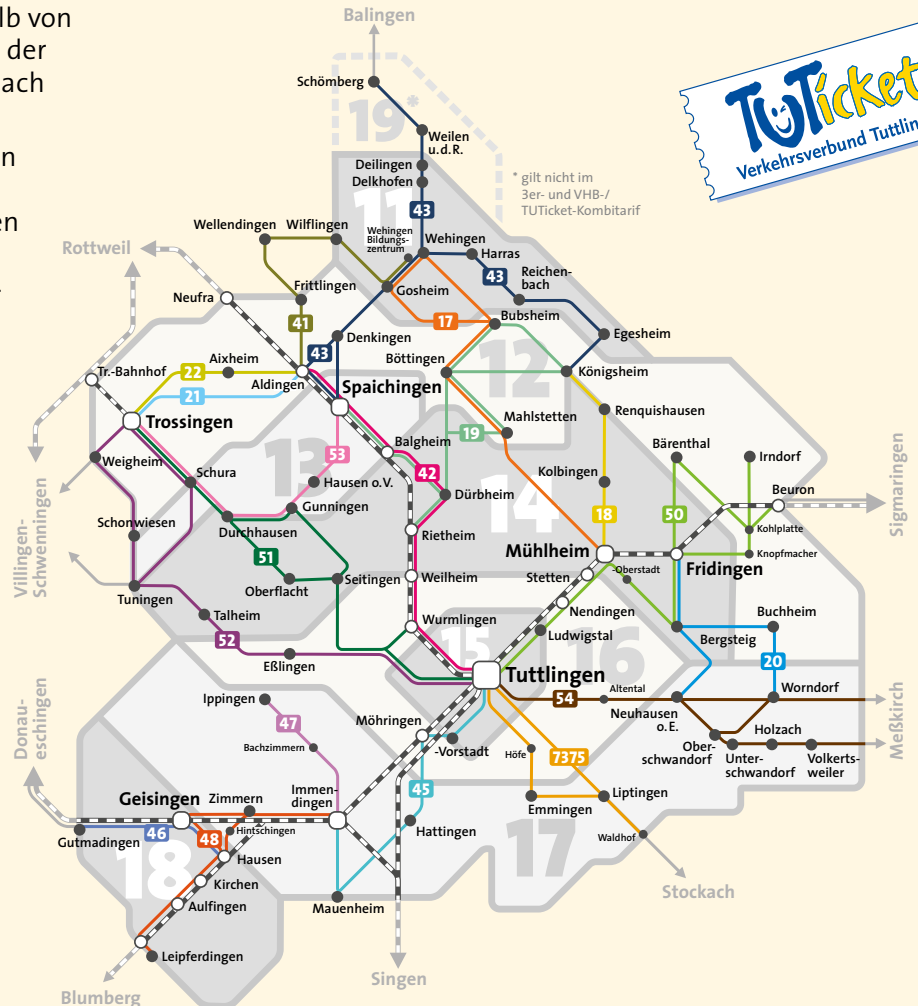 lb von
der
ach
n
en
Balingen
Schömberg
19*
Weilen
u.d.R.
Deilingen
Delkhofen
* gilt nicht im
3er- und VHB-/
TUTicket-Kombitarif
TUTicket
Verkehrsverbund Tuttlin
11
43
Wellendingen
Wilflingen
Wehingen
Bildungs-
zentrum
Wehingen
Harras
Rottweil
43
Reichen-
bach
Neufra
Frittlingen
Gosheim
41
17
Bubsheim
Egesheim
43
Denkingen
Böttingen
12
Königsheim
Tr.-Bahnhof
22
Aixheim
21
Aldingen
Spaichingen
Trossingen
Mahlstetten
Renquishausen
19
Balgheim
Bärenthal
Irndorf
13
53
42
Weigheim
Schura
Hausen o.V.
Kolbingen
Dürbheim
14
18
50
Beuron
Sigmaringen
Gunningen
Schonwiesen
Durchhausen
Rietheim
Kohlplatte
Villingen-
Schwenningen
51
Mühlheim
Knopfmacher
Oberflacht
Seitingen
Weilheim
Stetten
-Oberstadt
Fridingen
Tuningen
Talheim
Nendingen
Buchheim
52
Wurmlingen
15
Ludwigstal
16
Bergsteig
Eßlingen
Tuttlingen
20
Donau-
eschingen
Ippingen
54
Altental
Worndorf
47
Möhringen
Neuhausen
o.E.
Meßkirch
Bachzimmern
-Vorstadt
Höfe
7375
Ober-
schwandorf
Holzach
Unter-
schwandorf
Volkerts-
weiler
Immen-
dingen
45
Geisingen
Zimmern
Emmingen
Liptingen
Gutmadingen
46
48
Hintschingen
Hattingen
17
Waldhof
18
Hausen
Kirchen
Stockach
Aulfingen
Mauenheim
Leipferdingen
Singen
Blumberg